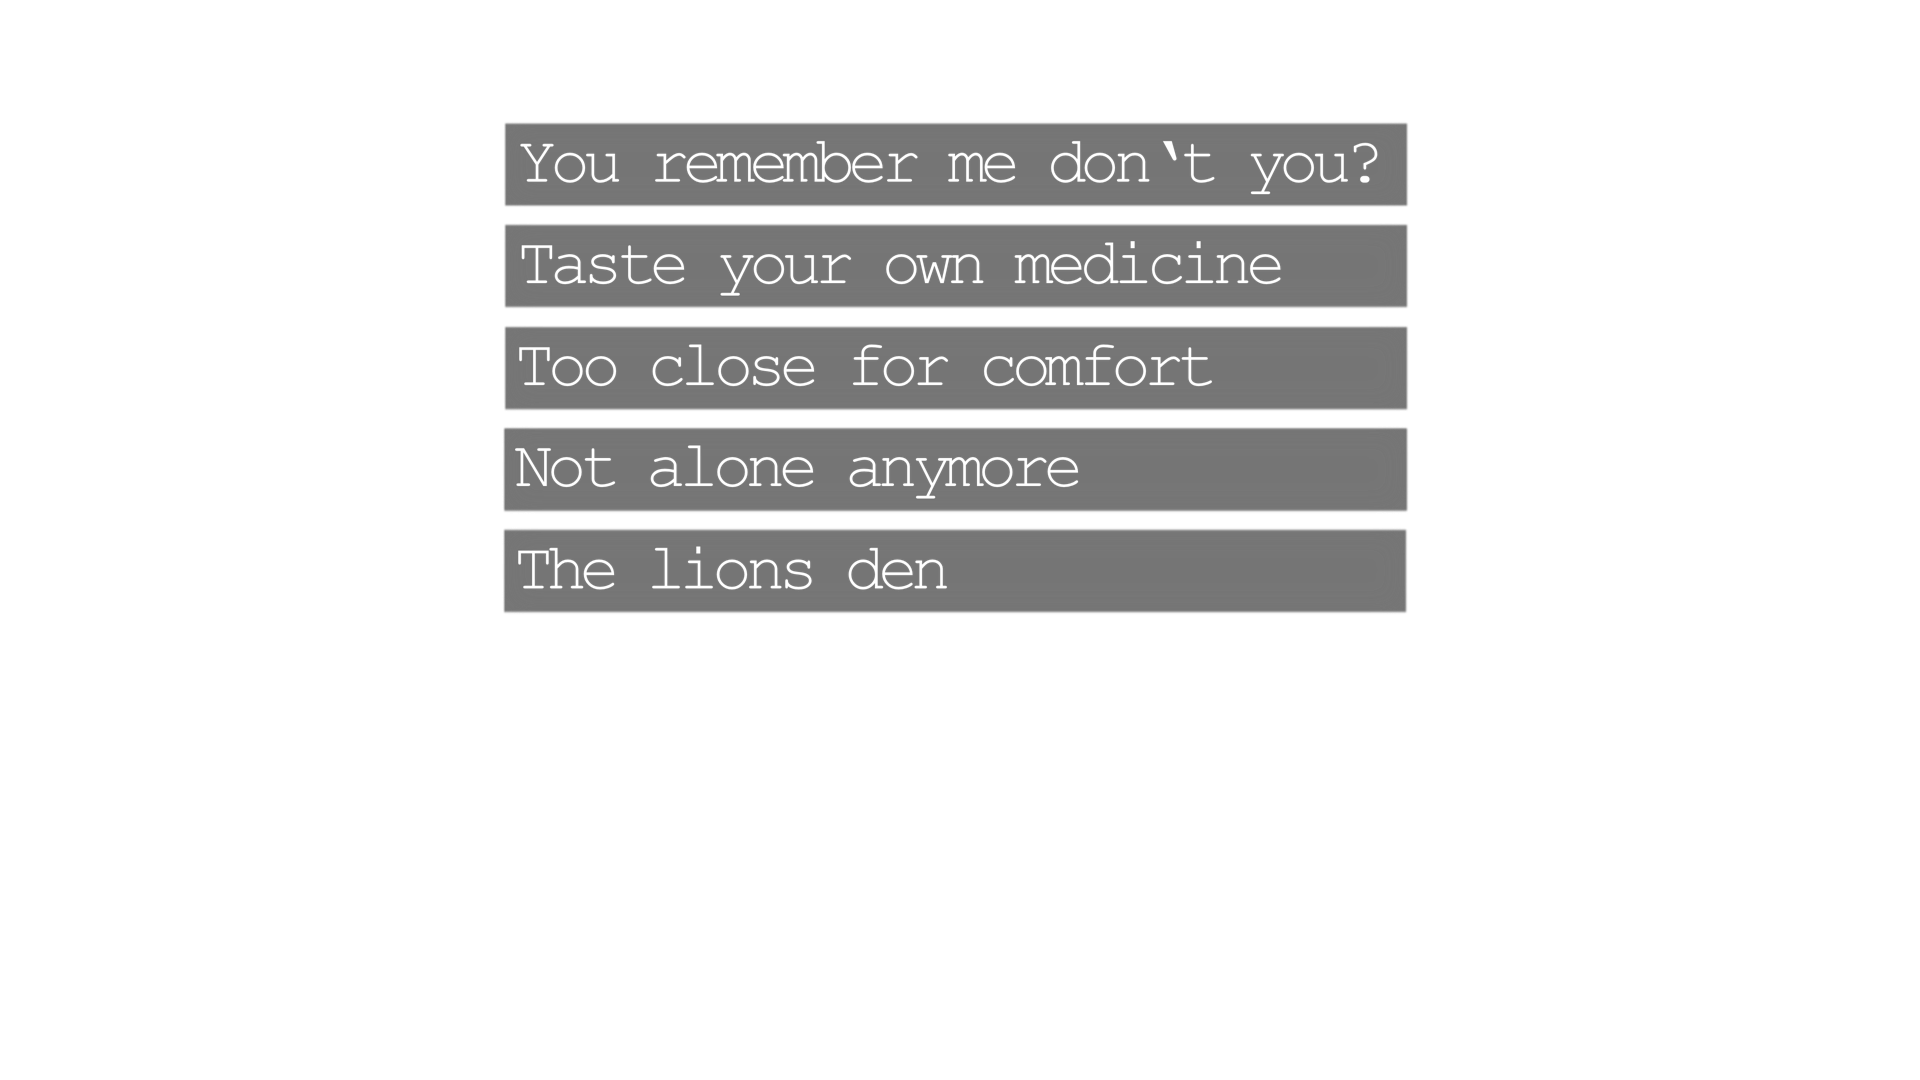 You remember me don‛t you?
Taste your own medicine
Too close for comfort
Not alone anymore
The lions den